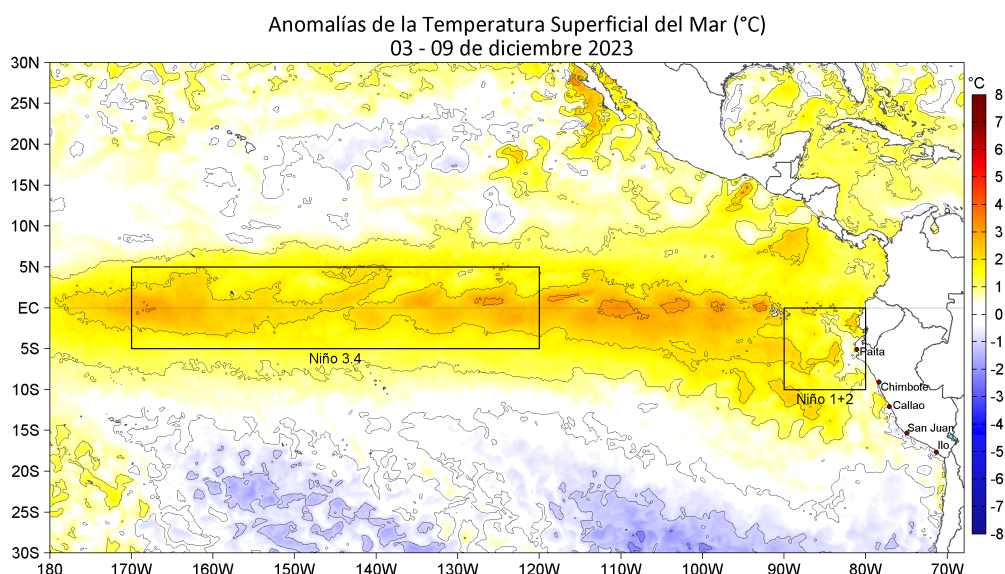 Anomalías de la Temperatura Superficial del Mar (°C)
03 - 09 de diciembre 2023
30N
25N
20N
15N
10N
5N
EC
5S
10S
15S
20S
25S
30S
180
170W
160W
150W
140W
130W
120W
110W
100W
90W
80W
70W
Niño 3.4
Niño 1+2
Paita
Chimbote
Callao
San Juan
Ilo
°C
8
7
6
5
4
3
2
1
0
-1
-2
-3
-4
-5
-6
-7
-8